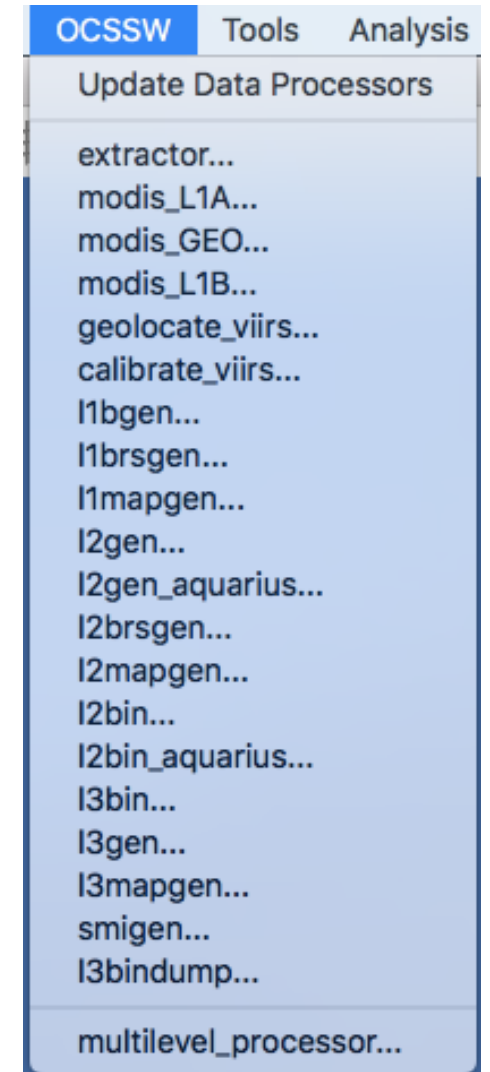 OCSSW Tools Analysis
Update Data Processors
extractor...
modis_L1A...
modis_GEO...
modis_L1B...
geolocate_viirs...
calibrate_viirs...
l1bgen...
l1brsgen...
l1mapgen...
l2gen...
l2gen_aquarius...
l2brsgen...
l2mapgen...
l2bin...
l2bin_aquarius...
l3bin...
l3gen...
l3mapgen...
smigen...
l3bindump...
multilevel_processor...